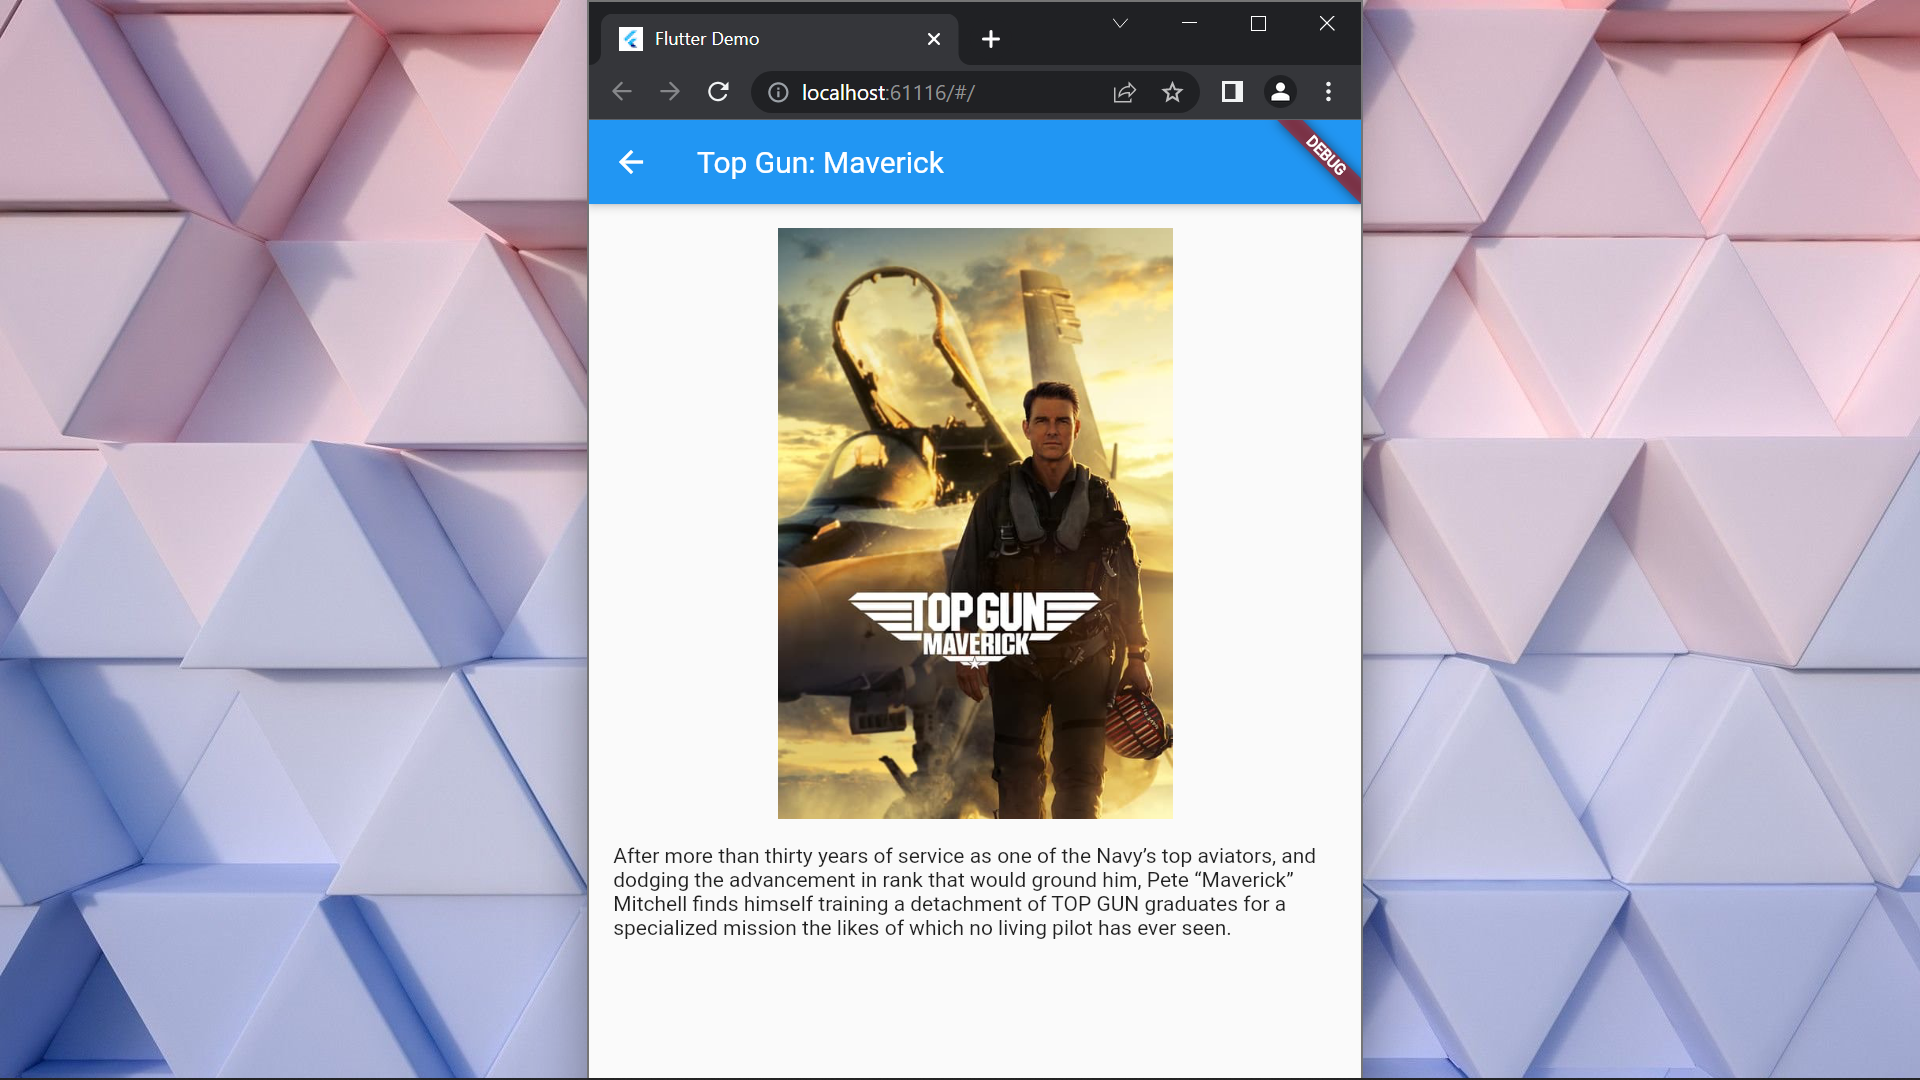 Flutter Demo
localhost:61116/#/
Top Gun: Maverick
DEBUG
TOP GUN
MAVERICK
After more than thirty years of service as one of the Navy’s top aviators, and
dodging the advancement in rank that would ground him, Pete “Maverick”
Mitchell finds himself training a detachment of TOP GUN graduates for a
specialized mission the likes of which no living pilot has ever seen.